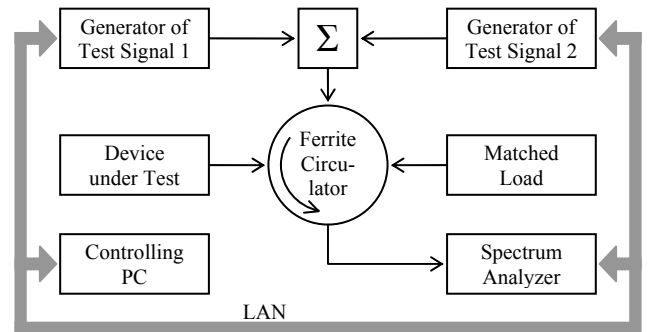 Generator of
Test Signal 1
Σ
Generator of
Test Signal 2
Device
under Test
Ferrite
Circu-
lator
Matched
Load
Controlling
PC
Spectrum
Analyzer
LAN